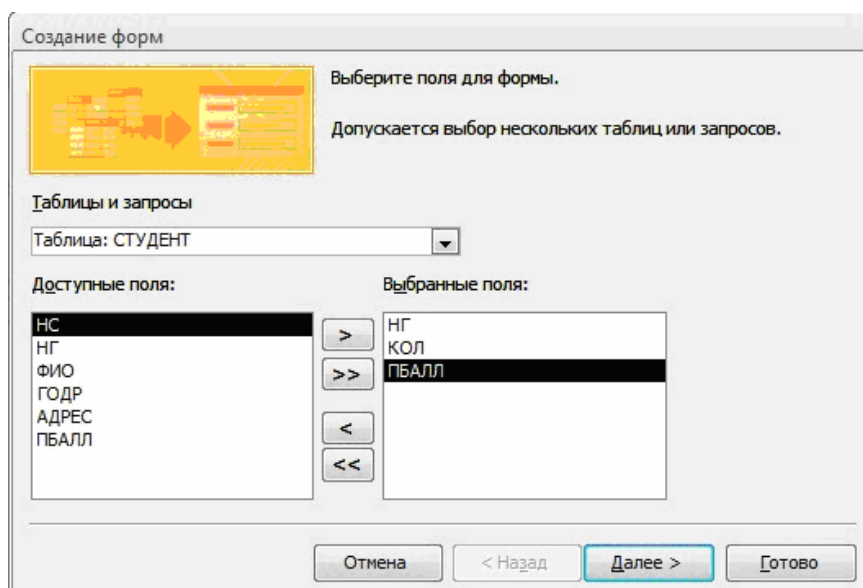 Создание форм
Выберите поля для формы.
Допускается выбор нескольких таблиц или запросов.
Таблицы и запросы
Таблица: СТУДЕНТ
Доступные поля:
Выбранные поля:
НС
НГ
ФИО
ГОДР
АДРЕС
ПБАЛЛ
>
>>
<
<<
НГ
КОЛ
ПБАЛЛ
Отмена
< Назад
Далее >
Готово